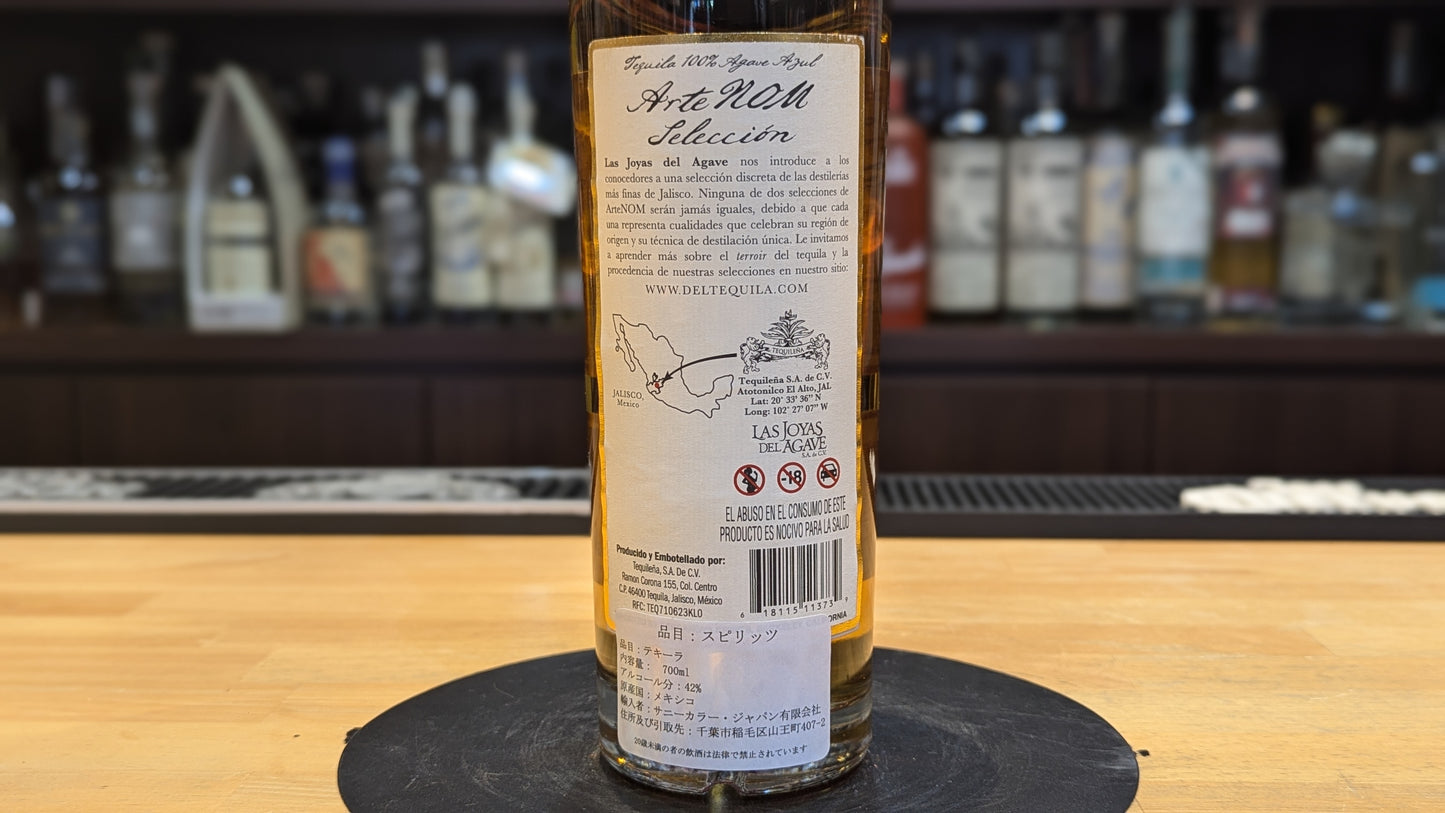 Tequila 100% Agave Azul
ArteNOM
Selección
Las Joyas del Agave nos introduce a los
conocedores a una selección discreta de las destilerías
más finas de Jalisco. Ninguna de dos selecciones de
ArteNOM serán jamás iguales, debido a que cada
una representa cualidades que celebran su región de
origen y su técnica de destilación única. Le invitamos
a aprender más sobre el terroir del tequila y la
procedencia de nuestras selecciones en nuestro sitio:
WWW.DELTEQUILA.COM
TEQUILEÑA
JALISCO,
Mexico
Tequileña S.A. de C.V.
Atotonilco El Alto, JAL
Lat: 20° 33' 36" N
Long: 102° 27' 07" W
LAS JOYAS
DEL AGAVE
S.A. de C.V.
-18
EL ABUSO EN EL CONSUMO DE ESTE
PRODUCTO ES NOCIVO PARA LA SALUD
Producido y Embotellado por:
Tequileña, S.A. De C.V.
Ramon Corona 155, Col. Centro
C.P. 46400 Tequila, Jalisco, México
RFC: TEQ710623KL0
6 18115 11373 9
ORNIA
品目：スピリッツ
品目：テキーラ
内容量： 700ml
アルコール分：42%
原産国：メキシコ
輸入者：サニーカラー・ジャパン有限会社
住所及び引取先：千葉市稲毛区山王町407-2
20歳未満の者の飲酒は法律で禁止されています